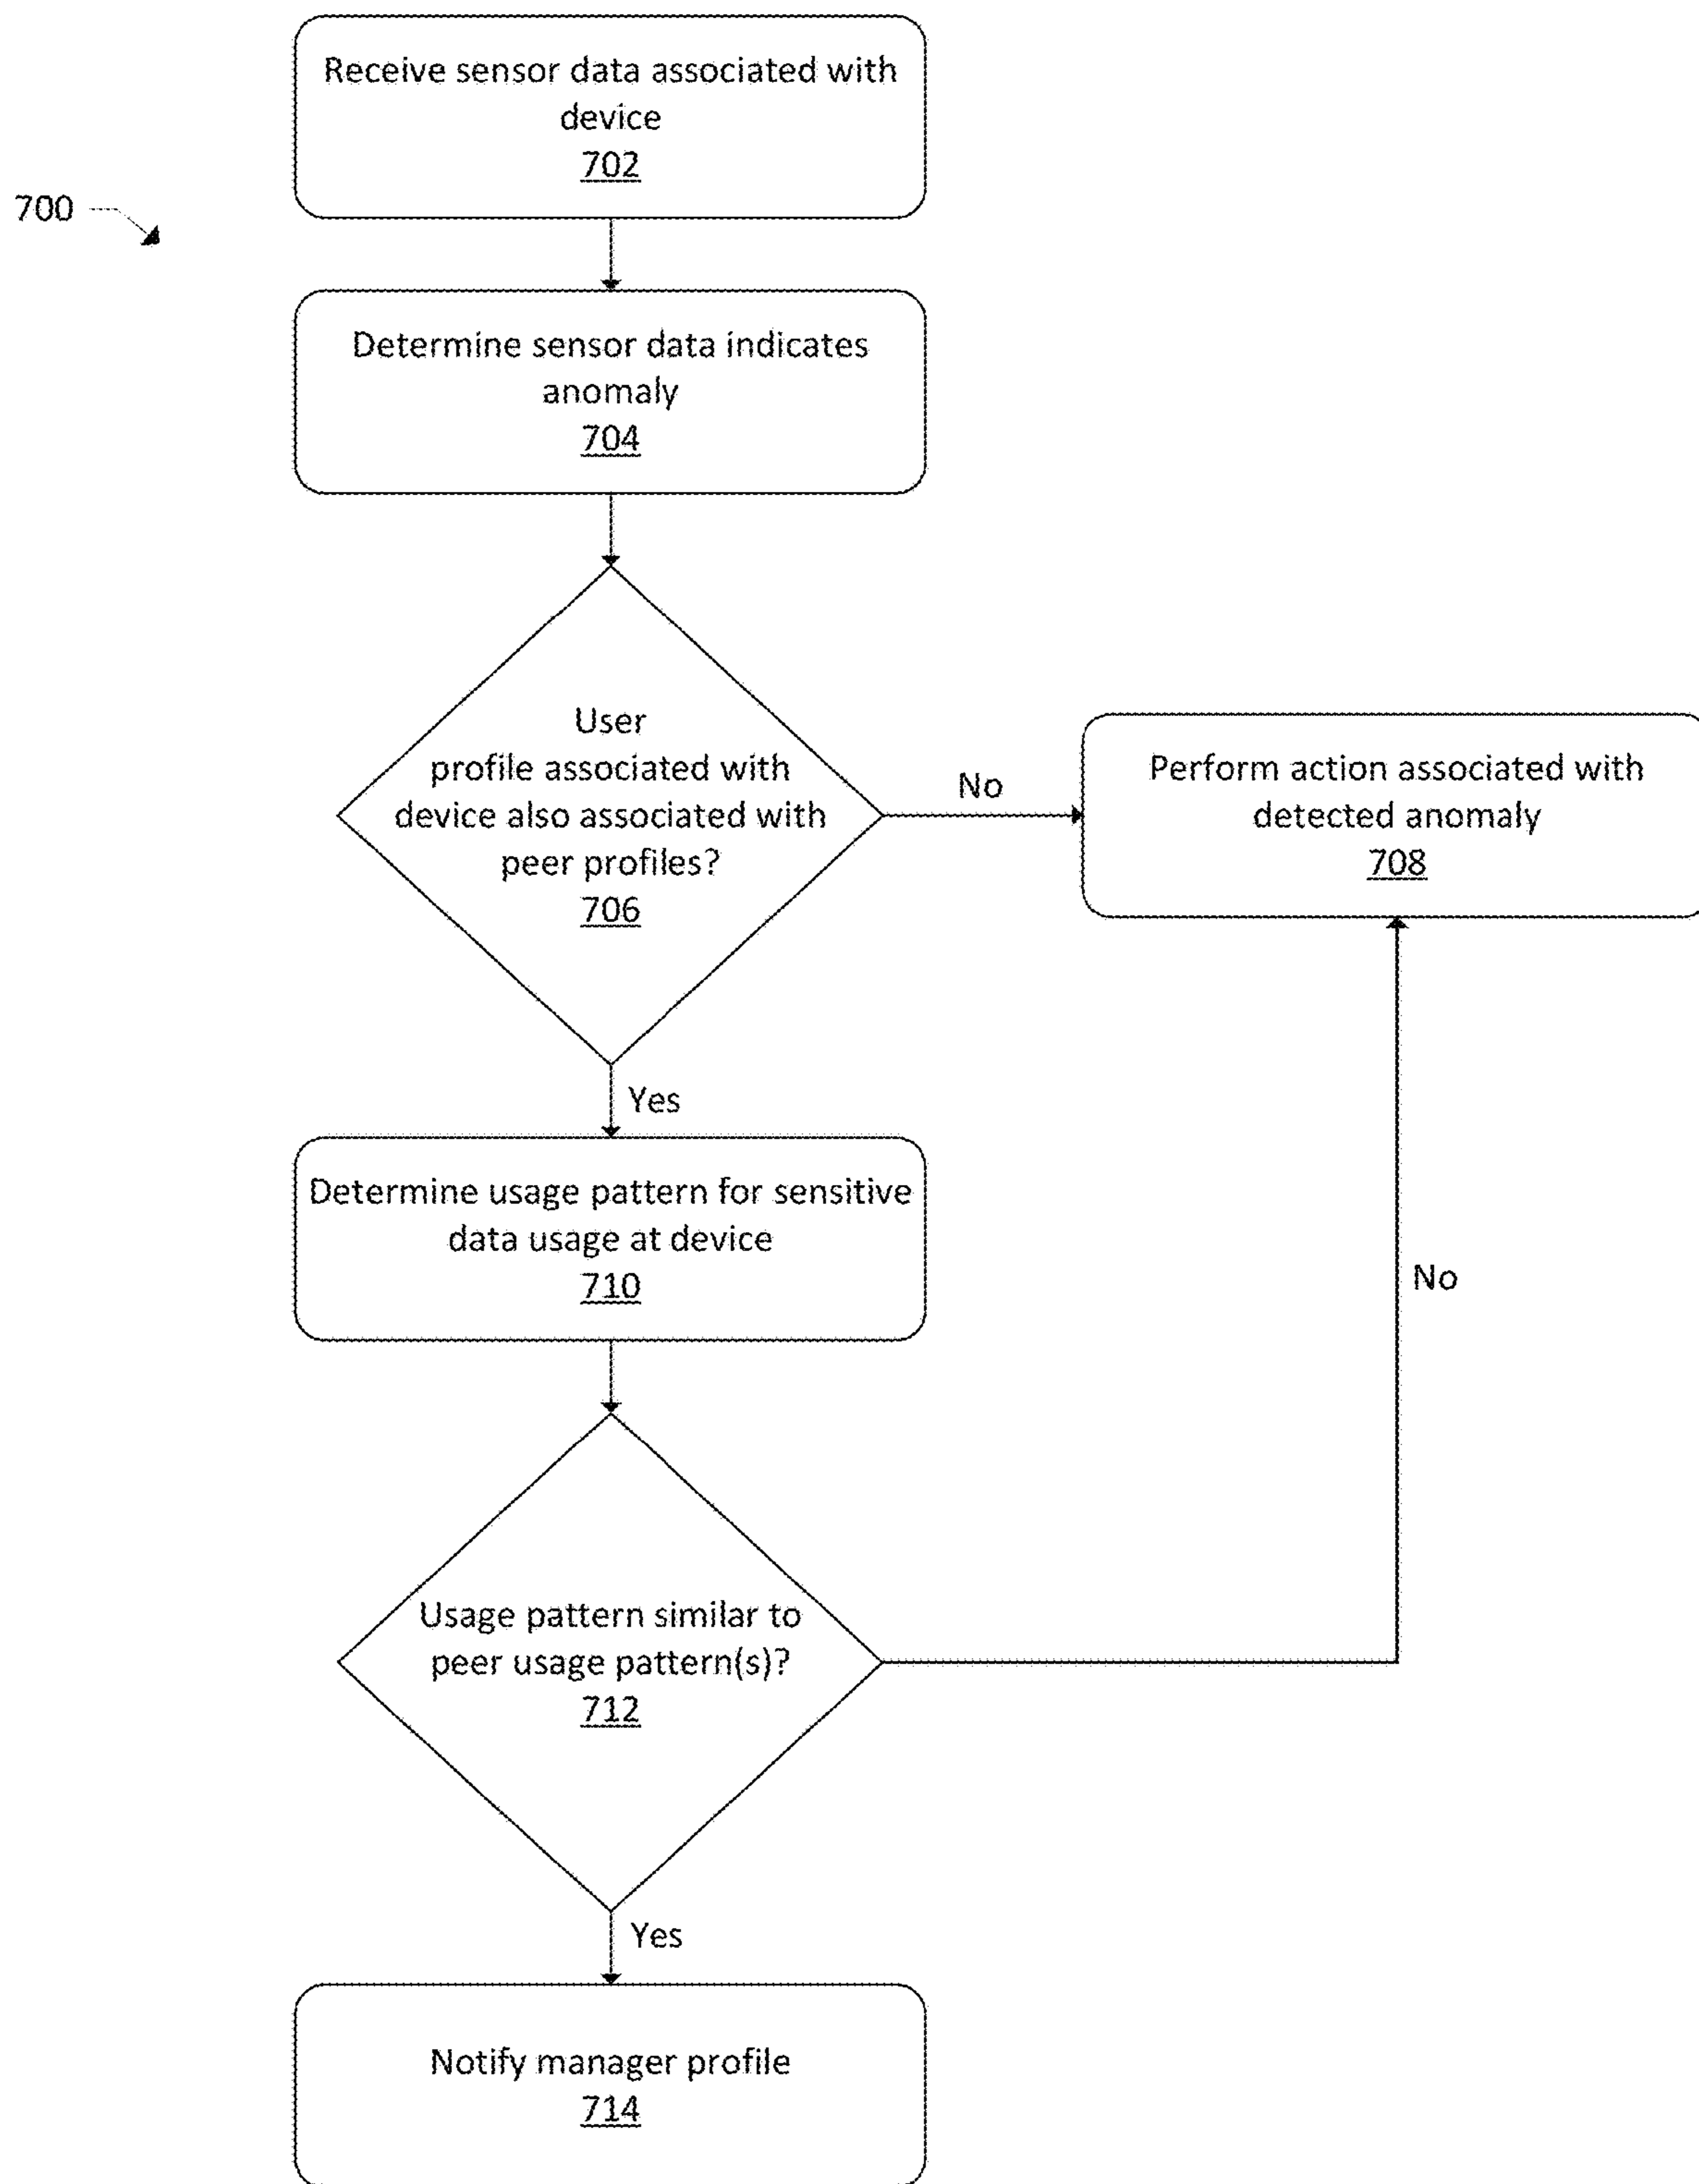 Receive sensor data associated with
device
702
700
Determine sensor data indicates
anomaly
704
User
profile associated with
device also associated with
peer profiles?
706
No
Perform action associated with
detected anomaly
708
Yes
Determine usage pattern for sensitive
data usage at device
710
No
Usage pattern similar to
peer usage pattern(s)?
712
Yes
Notify manager profile
714